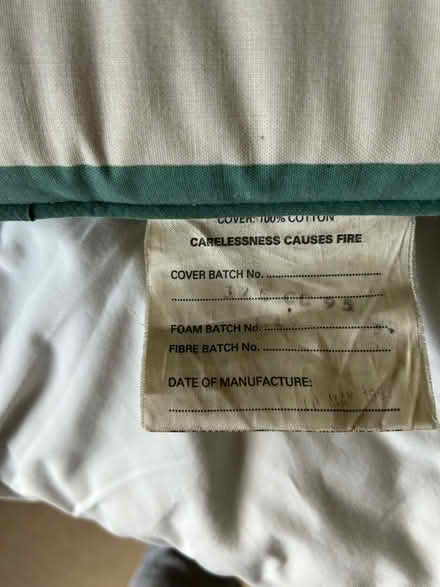 COVER: 100% COTTON
CARELESSNESS CAUSES FIRE
COVER BATCH No.
FOAM BATCH No.
FIBRE BATCH No.
DATE OF MANUFACTURE: